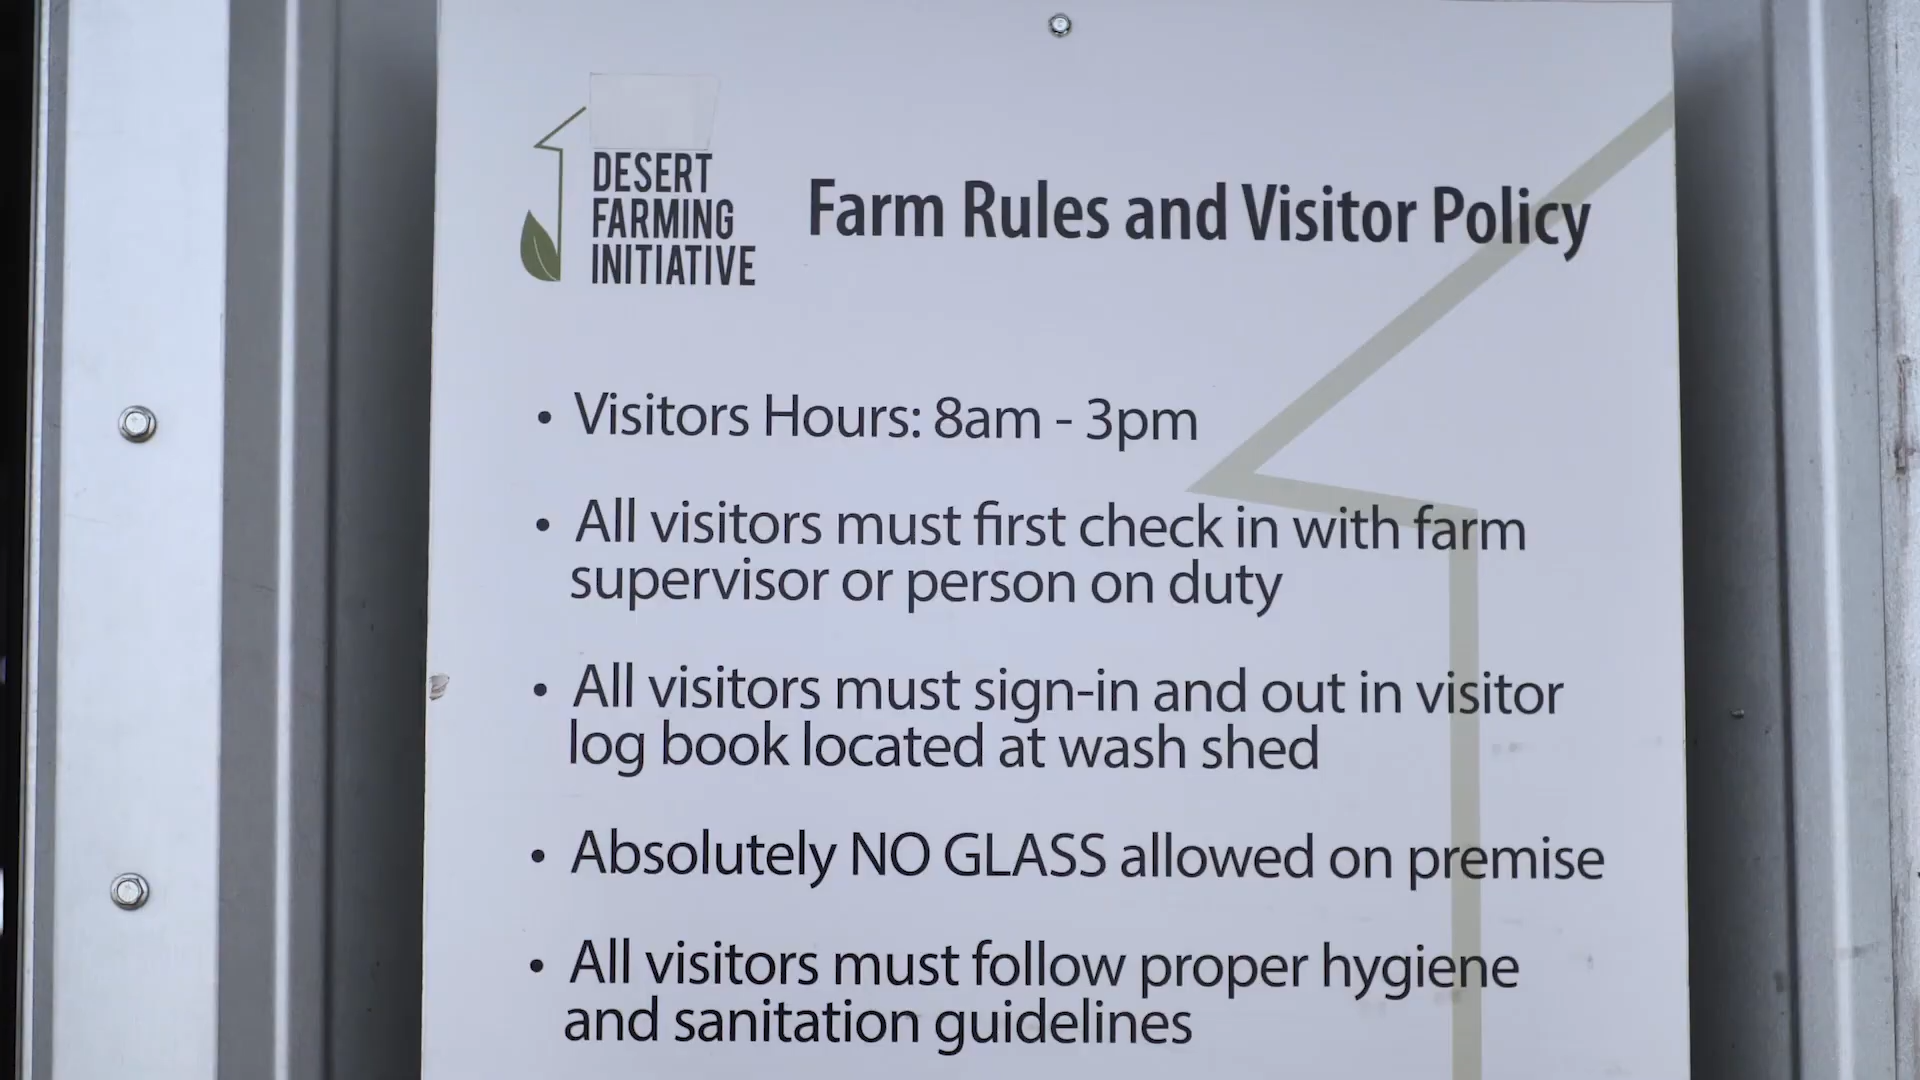 DESERT
FARMING
INITIATIVE
Farm Rules and Visitor Policy
• Visitors Hours: 8am - 3pm
• All visitors must first check in with farm
supervisor or person on duty
• All visitors must sign-in and out in visitor
log book located at wash shed
• Absolutely NO GLASS allowed on premise
• All visitors must follow proper hygiene
and sanitation guidelines